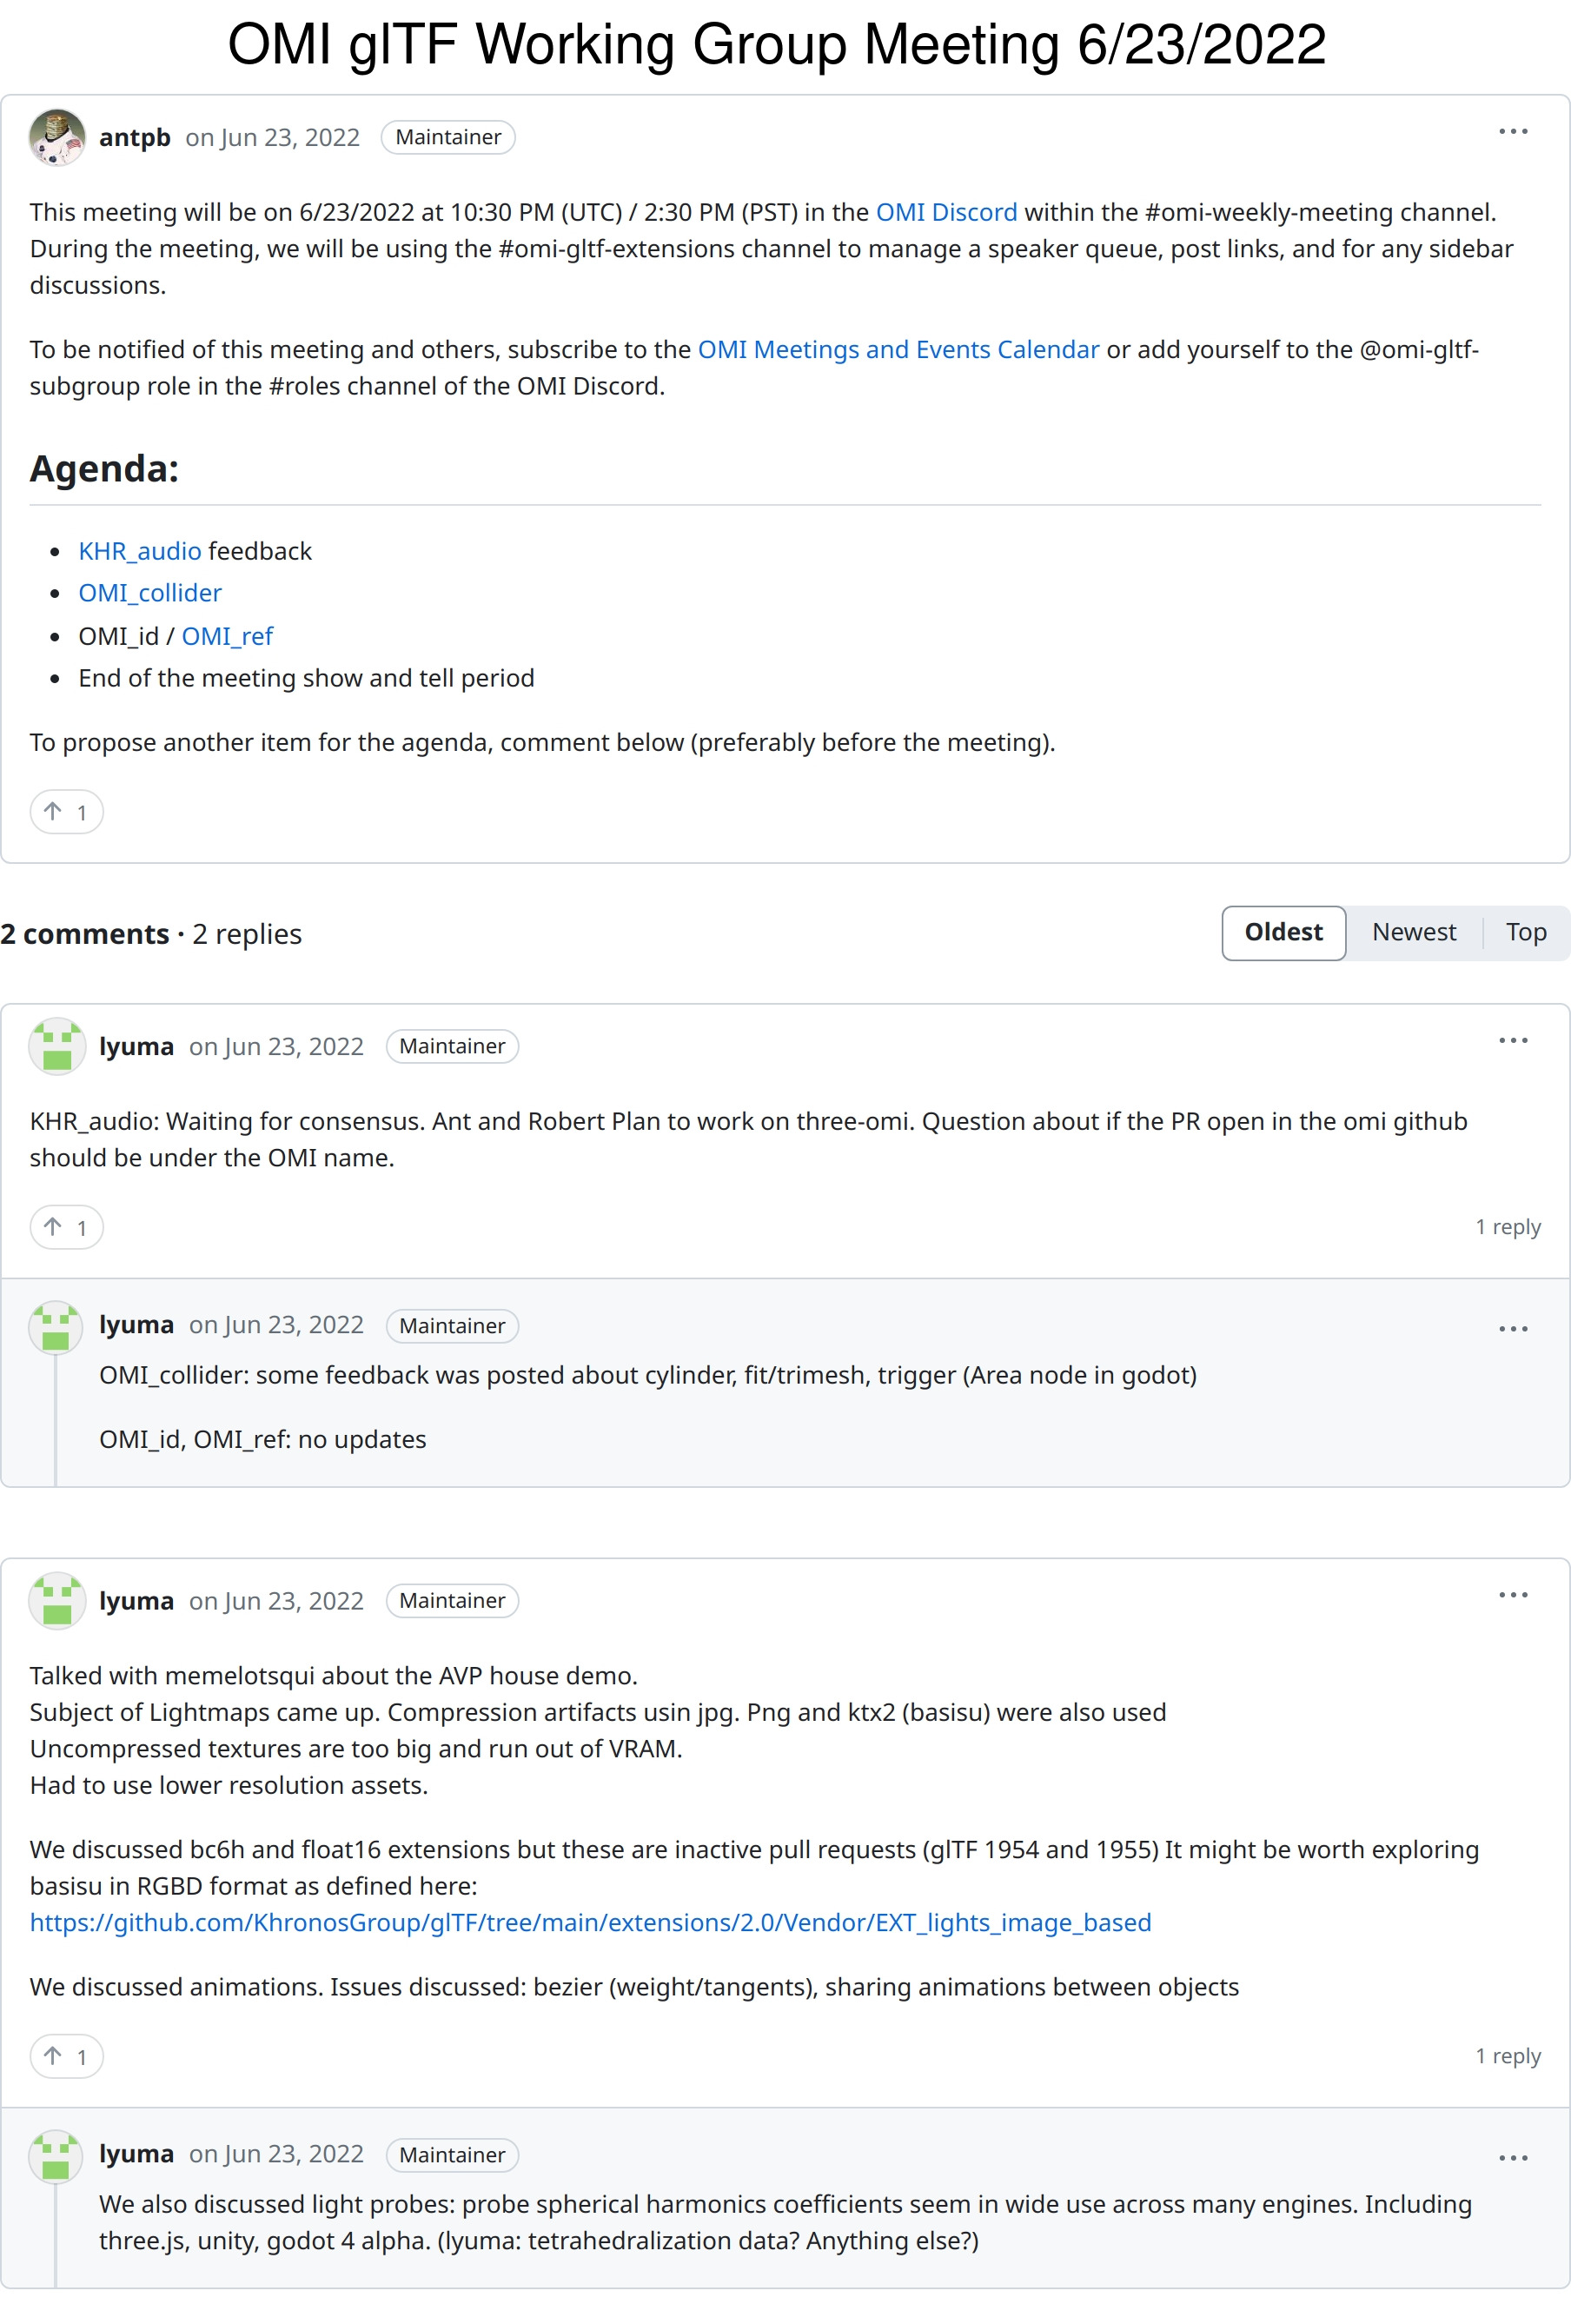 OMI glTF Working Group Meeting 6/23/2022
antpb on Jun 23, 2022 Maintainer
This meeting will be on 6/23/2022 at 10:30 PM (UTC) / 2:30 PM (PST) in the OMI Discord within the #omi-weekly-meeting channel.
During the meeting, we will be using the #omi-gltf-extensions channel to manage a speaker queue, post links, and for any sidebar
discussions.
To be notified of this meeting and others, subscribe to the OMI Meetings and Events Calendar or add yourself to the @omi-gltf-
subgroup role in the #roles channel of the OMI Discord.
Agenda:
• KHR_audio feedback
• OMI_collider
• OMI_id / OMI_ref
• End of the meeting show and tell period
To propose another item for the agenda, comment below (preferably before the meeting).
↑ 1
2 comments · 2 replies Oldest Newest Top
lyuma on Jun 23, 2022 Maintainer
KHR_audio: Waiting for consensus. Ant and Robert Plan to work on three-omi. Question about if the PR open in the omi github
should be under the OMI name.
↑ 1 1 reply
lyuma on Jun 23, 2022 Maintainer
OMI_collider: some feedback was posted about cylinder, fit/trimesh, trigger (Area node in godot)
OMI_id, OMI_ref: no updates
lyuma on Jun 23, 2022 Maintainer
Talked with memelotsqui about the AVP house demo.
Subject of Lightmaps came up. Compression artifacts usin jpg. Png and ktx2 (basisu) were also used
Uncompressed textures are too big and run out of VRAM.
Had to use lower resolution assets.
We discussed bc6h and float16 extensions but these are inactive pull requests (glTF 1954 and 1955) It might be worth exploring
basisu in RGBD format as defined here:
https://github.com/KhronosGroup/glTF/tree/main/extensions/2.0/Vendor/EXT_lights_image_based
We discussed animations. Issues discussed: bezier (weight/tangents), sharing animations between objects
↑ 1 1 reply
lyuma on Jun 23, 2022 Maintainer
We also discussed light probes: probe spherical harmonics coefficients seem in wide use across many engines. Including
three.js, unity, godot 4 alpha. (lyuma: tetrahedralization data? Anything else?)